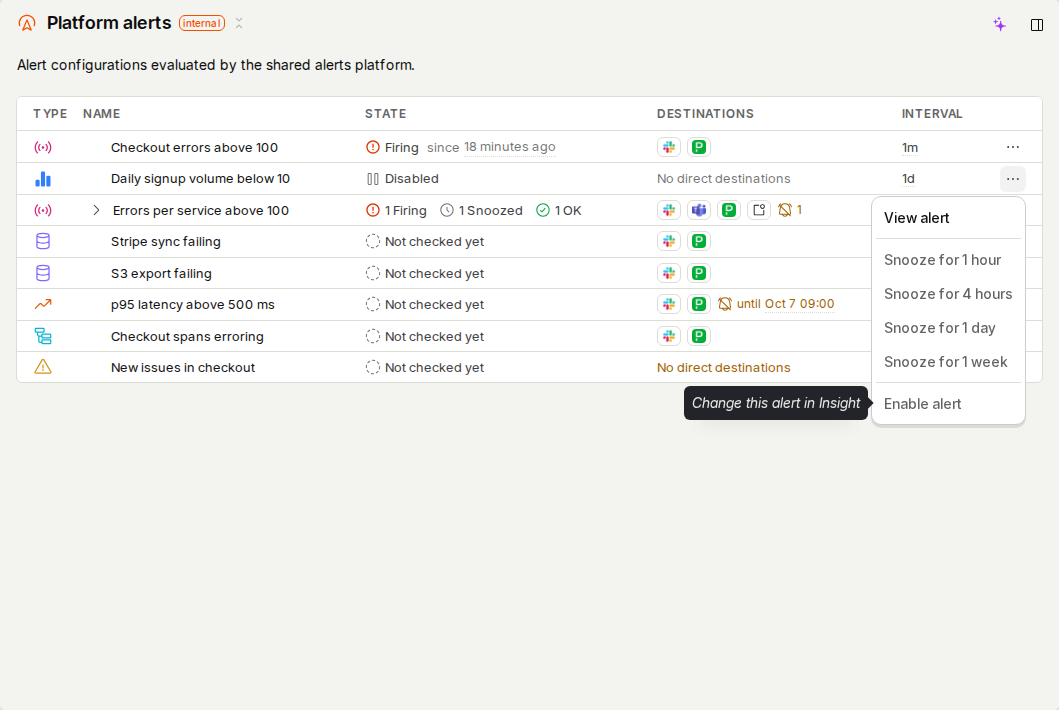 Platform alerts internal
Alert configurations evaluated by the shared alerts platform.
TYPE NAME STATE DESTINATIONS INTERVAL
Checkout errors above 100 Firing since 18 minutes ago 1m
Daily signup volume below 10 Disabled No direct destinations 1d
Errors per service above 100 1 Firing 1 Snoozed 1 OK 1
Stripe sync failing Not checked yet
S3 export failing Not checked yet
p95 latency above 500 ms Not checked yet until Oct 7 09:00
Checkout spans erroring Not checked yet
New issues in checkout Not checked yet No direct destinations
View alert
Snooze for 1 hour
Snooze for 4 hours
Snooze for 1 day
Snooze for 1 week
Change this alert in Insight
Enable alert